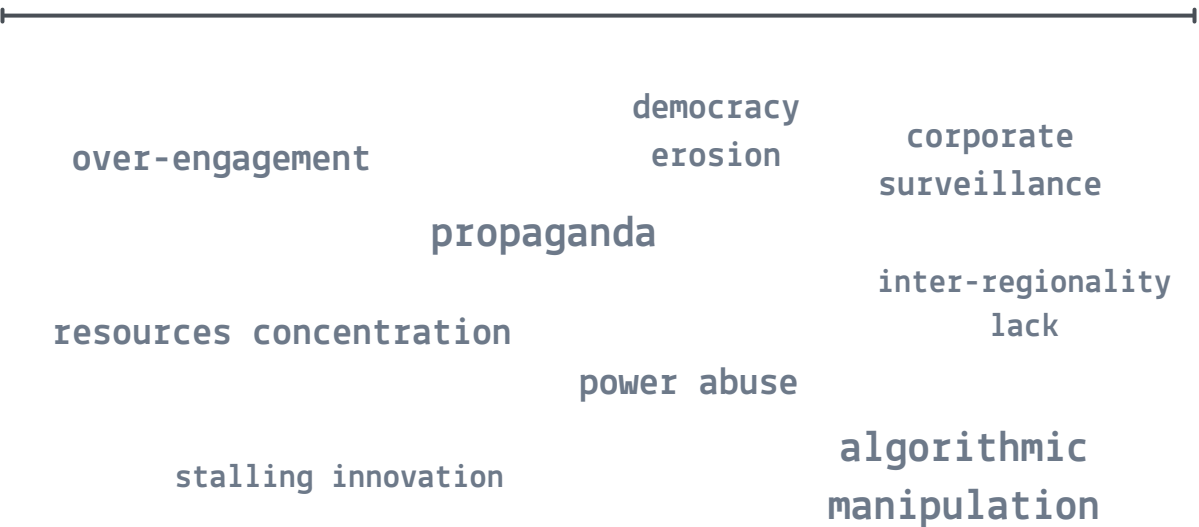 democracy
erosion
corporate
surveillance
over-engagement
propaganda
inter-regionality
lack
resources concentration
power abuse
algorithmic
manipulation
stalling innovation